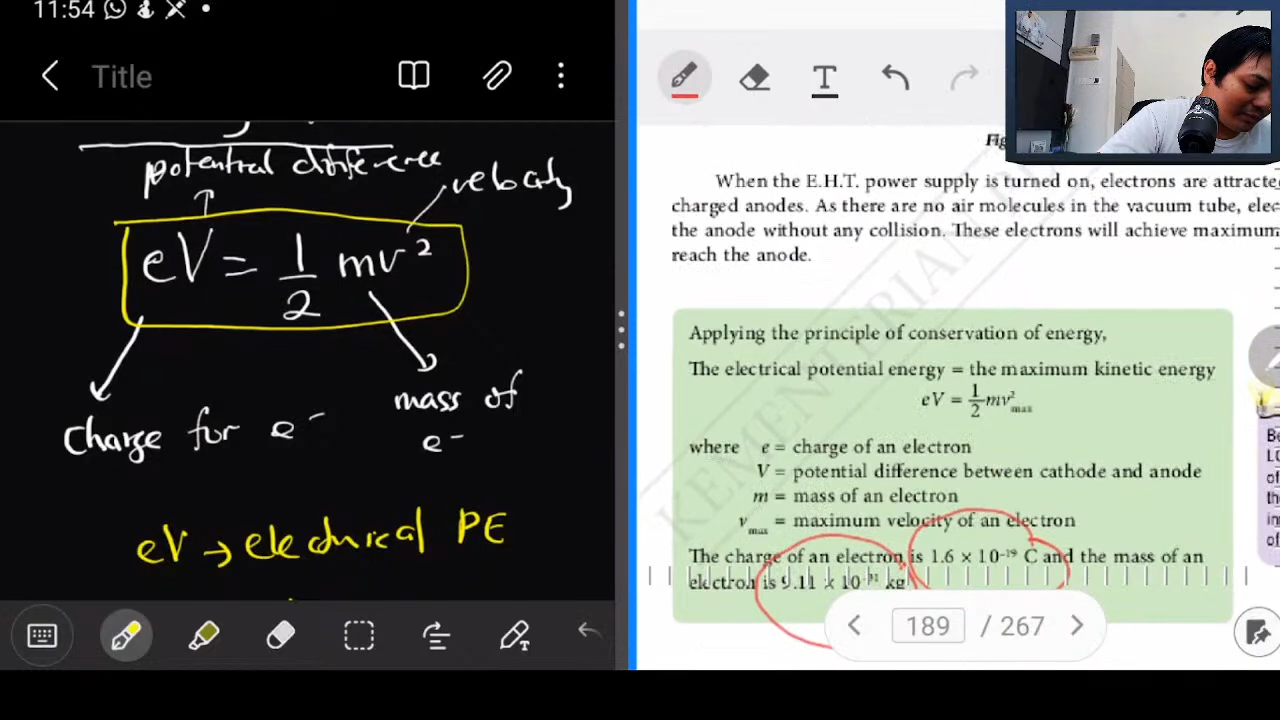 11:54
Title
potential difference
velocity
eV = 1/2 mv²
charge for e⁻
mass of e⁻
eV → electrical PE
When the E.H.T. power supply is turned on, electrons are
charged anodes. As there are no air molecules in the vacuum tube,
the anode without any collision. These electrons will achieve maximum
reach the anode.
Applying the principle of conservation of energy,
The electrical potential energy = the maximum kinetic energy
eV = 1/2 mv²max
where e = charge of an electron
V = potential difference between cathode and anode
m = mass of an electron
vmax = maximum velocity of an electron
The charge of an electron is 1.6 × 10⁻¹⁹ C and the mass of an
electron is 9.11 × 10⁻³¹ kg
KEMENTERIAN
T
189 / 267